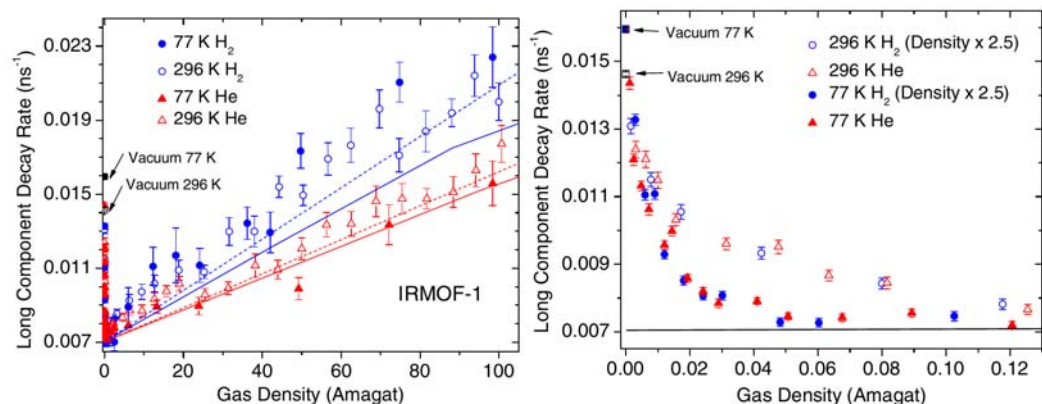 Long Component Decay Rate (ns⁻¹)
0.023
0.019
0.015
0.011
0.007
77 K H₂
296 K H₂
77 K He
296 K He
Vacuum 77 K
Vacuum 296 K
IRMOF-1
0 20 40 60 80 100
Gas Density (Amagat)
Long Component Decay Rate (ns⁻¹)
0.015
0.013
0.011
0.009
0.007
Vacuum 77 K
Vacuum 296 K
296 K H₂ (Density x 2.5)
296 K He
77 K H₂ (Density x 2.5)
77 K He
0.00 0.02 0.04 0.06 0.08 0.10 0.12
Gas Density (Amagat)